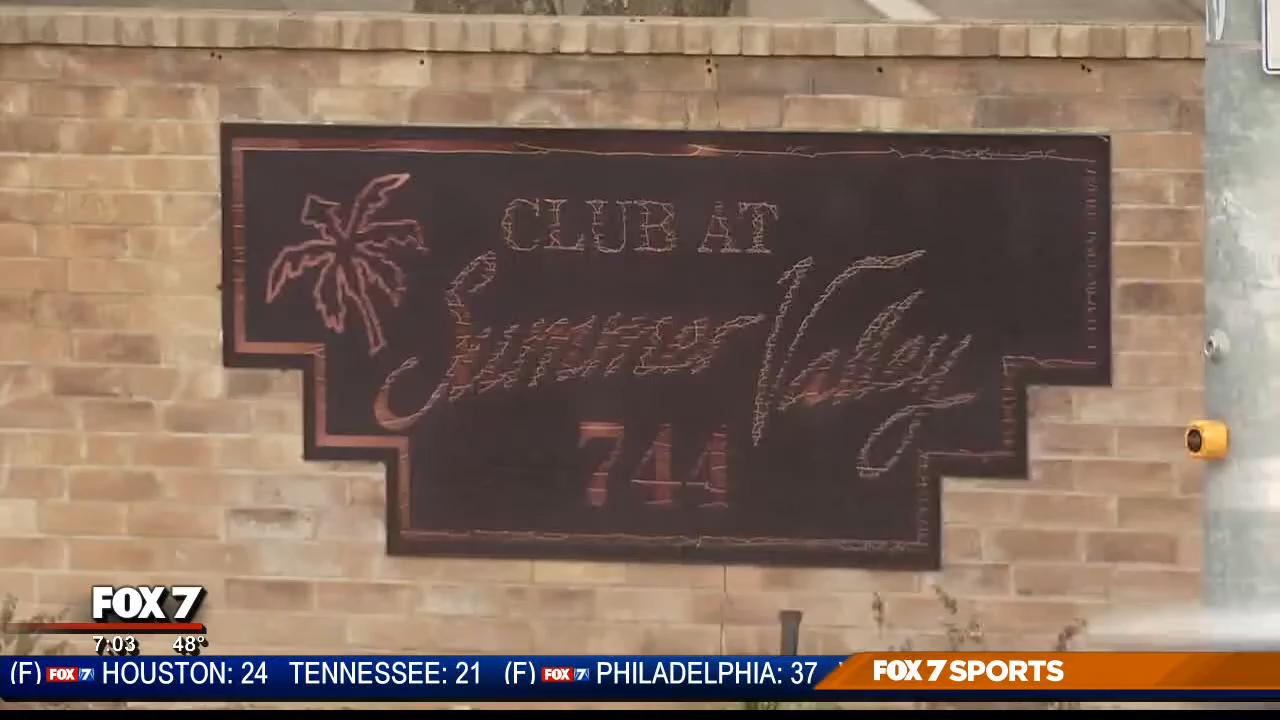 CLUB AT
Summer Valley
744
FOX 7
7:03 48°
(F) FOX 7 HOUSTON: 24 TENNESSEE: 21 (F) FOX 7 PHILADELPHIA: 37
FOX 7 SPORTS